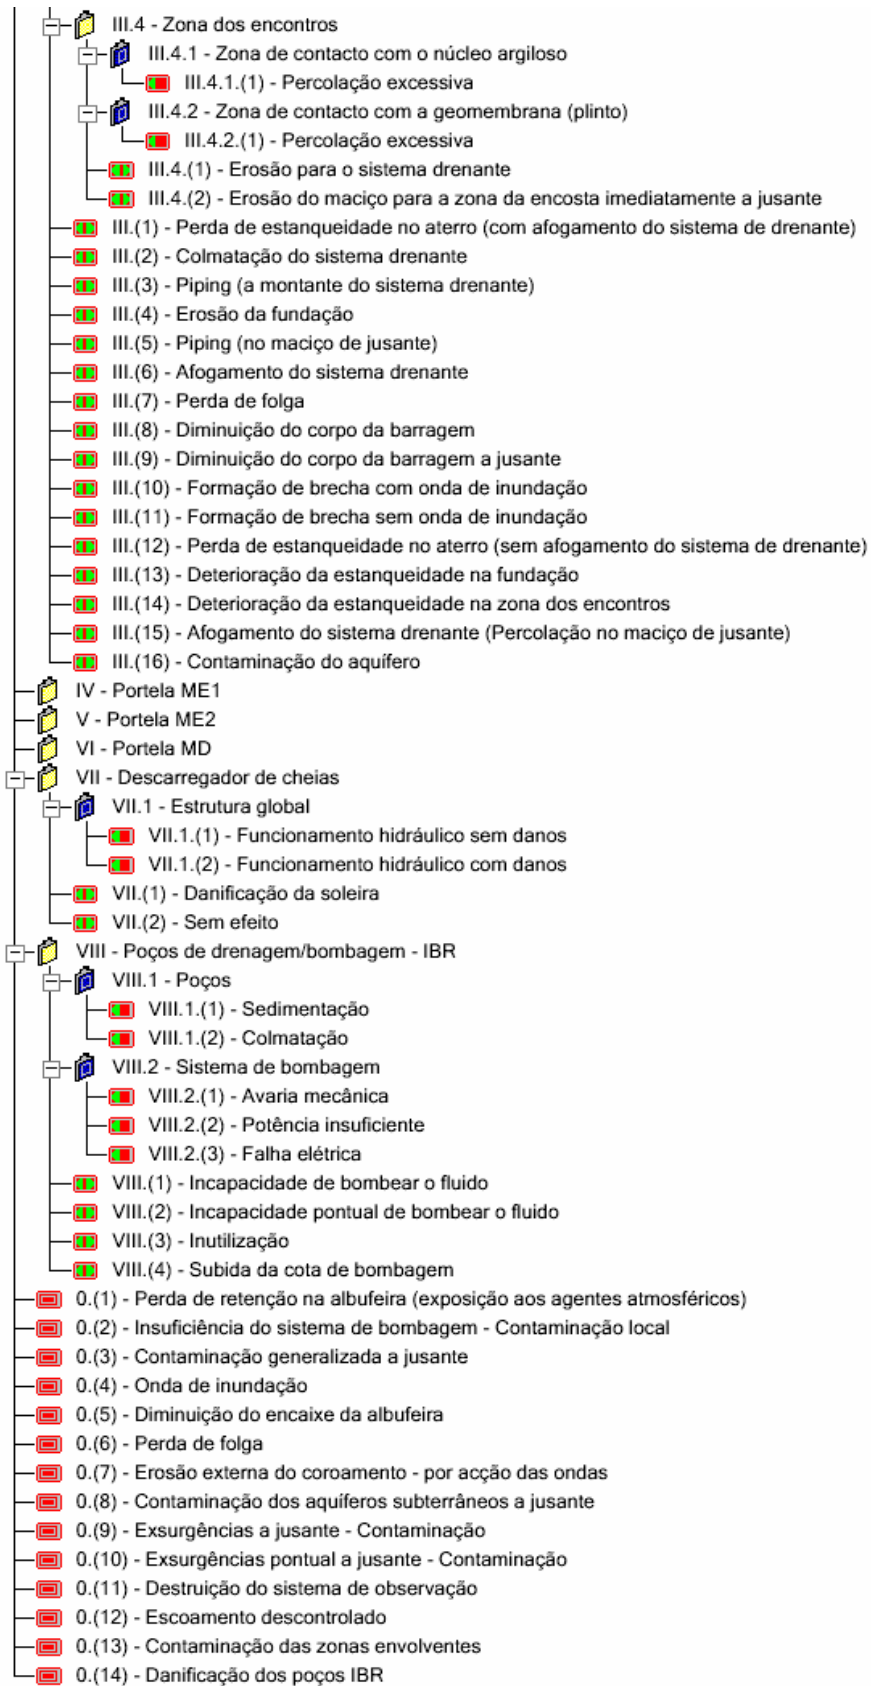 III.4 - Zona dos encontros
III.4.1 - Zona de contacto com o núcleo argiloso
III.4.1.(1) - Percolação excessiva
III.4.2 - Zona de contacto com a geomembrana (plinto)
III.4.2.(1) - Percolação excessiva
III.4.(1) - Erosão para o sistema drenante
III.4.(2) - Erosão do maciço para a zona da encosta imediatamente a jusante
III.(1) - Perda de estanqueidade no aterro (com afogamento do sistema de drenante)
III.(2) - Colmatação do sistema drenante
III.(3) - Piping (a montante do sistema drenante)
III.(4) - Erosão da fundação
III.(5) - Piping (no maciço de jusante)
III.(6) - Afogamento do sistema drenante
III.(7) - Perda de folga
III.(8) - Diminuição do corpo da barragem
III.(9) - Diminuição do corpo da barragem a jusante
III.(10) - Formação de brecha com onda de inundação
III.(11) - Formação de brecha sem onda de inundação
III.(12) - Perda de estanqueidade no aterro (sem afogamento do sistema de drenante)
III.(13) - Deterioração da estanqueidade na fundação
III.(14) - Deterioração da estanqueidade na zona dos encontros
III.(15) - Afogamento do sistema drenante (Percolação no maciço de jusante)
III.(16) - Contaminação do aquífero
IV - Portela ME1
V - Portela ME2
VI - Portela MD
VII - Descarregador de cheias
VII.1 - Estrutura global
VII.1.(1) - Funcionamento hidráulico sem danos
VII.1.(2) - Funcionamento hidráulico com danos
VII.(1) - Danificação da soleira
VII.(2) - Sem efeito
VIII - Poços de drenagem/bombagem - IBR
VIII.1 - Poços
VIII.1.(1) - Sedimentação
VIII.1.(2) - Colmatação
VIII.2 - Sistema de bombagem
VIII.2.(1) - Avaria mecânica
VIII.2.(2) - Potência insuficiente
VIII.2.(3) - Falha elétrica
VIII.(1) - Incapacidade de bombear o fluido
VIII.(2) - Incapacidade pontual de bombear o fluido
VIII.(3) - Inutilização
VIII.(4) - Subida da cota de bombagem
0.(1) - Perda de retenção na albufeira (exposição aos agentes atmosféricos)
0.(2) - Insuficiência do sistema de bombagem - Contaminação local
0.(3) - Contaminação generalizada a jusante
0.(4) - Onda de inundação
0.(5) - Diminuição do encaixe da albufeira
0.(6) - Perda de folga
0.(7) - Erosão externa do coroamento - por acção das ondas
0.(8) - Contaminação dos aquíferos subterrâneos a jusante
0.(9) - Exsurgências a jusante - Contaminação
0.(10) - Exsurgências pontual a jusante - Contaminação
0.(11) - Destruição do sistema de observação
0.(12) - Escoamento descontrolado
0.(13) - Contaminação das zonas envolventes
0.(14) - Danificação dos poços IBR